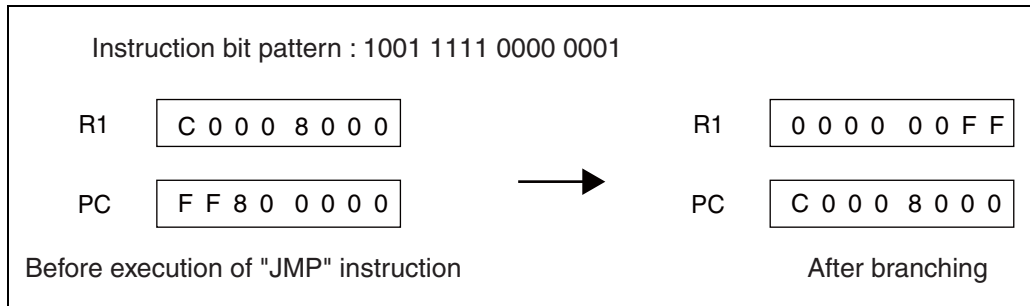 Instruction bit pattern : 1001 1111 0000 0001
R1 C 0 0 0 8 0 0 0 R1 0 0 0 0 0 0 F F
PC F F 8 0 0 0 0 0 PC C 0 0 0 8 0 0 0
Before execution of "JMP" instruction After branching